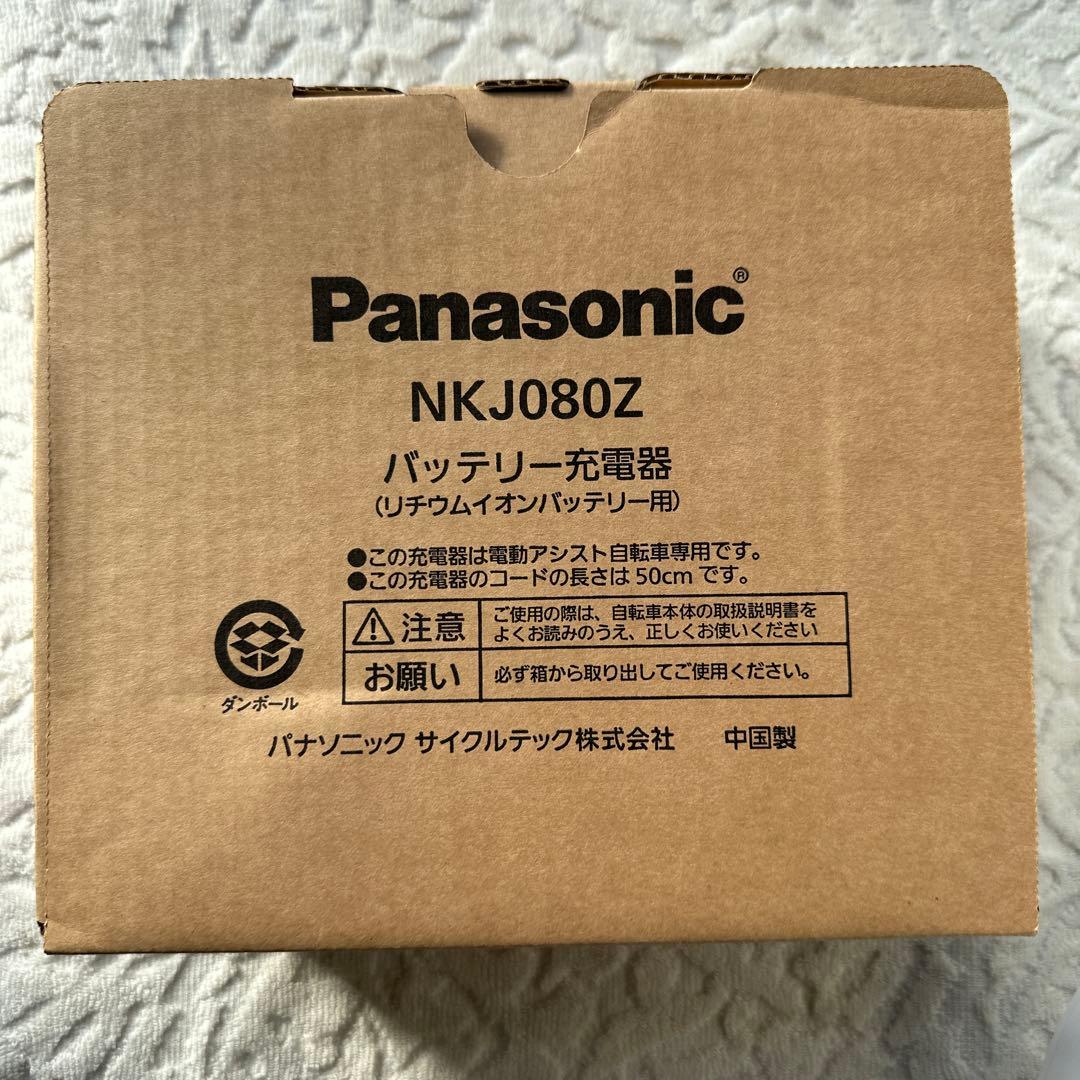 Panasonic®
NKJ080Z
バッテリー充電器
(リチウムイオンバッテリー用)
●この充電器は電動アシスト自転車専用です。
●この充電器のコードの長さは 50cm です。
⚠注意
ご使用の際は、自転車本体の取扱説明書を
よくお読みのうえ、正しくお使いください
お願い
必ず箱から取り出してご使用ください。
ダンボール
パナソニック サイクルテック株式会社 中国製